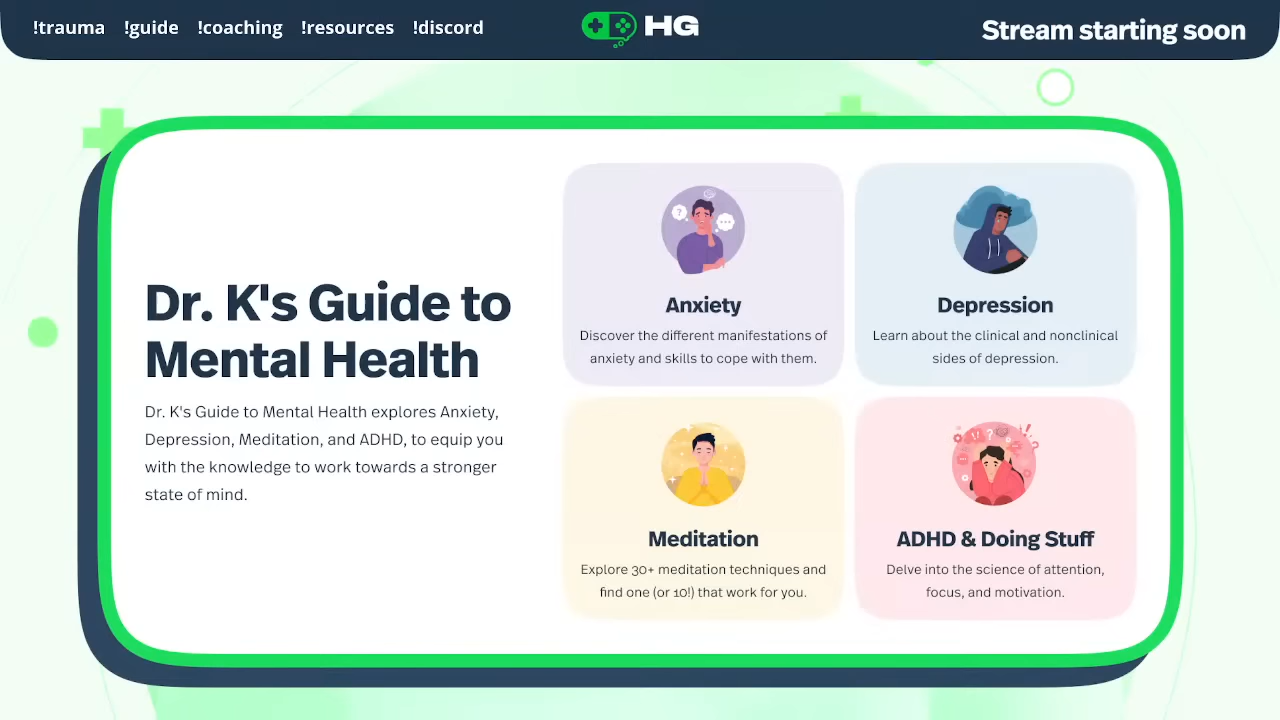 !trauma !guide !coaching !resources !discord
HG
Stream starting soon
Dr. K's Guide to
Mental Health
Dr. K's Guide to Mental Health explores Anxiety,
Depression, Meditation, and ADHD, to equip you
with the knowledge to work towards a stronger
state of mind.
Anxiety
Discover the different manifestations of
anxiety and skills to cope with them.
Depression
Learn about the clinical and nonclinical
sides of depression.
Meditation
Explore 30+ meditation techniques and
find one (or 10!) that work for you.
ADHD & Doing Stuff
Delve into the science of attention,
focus, and motivation.